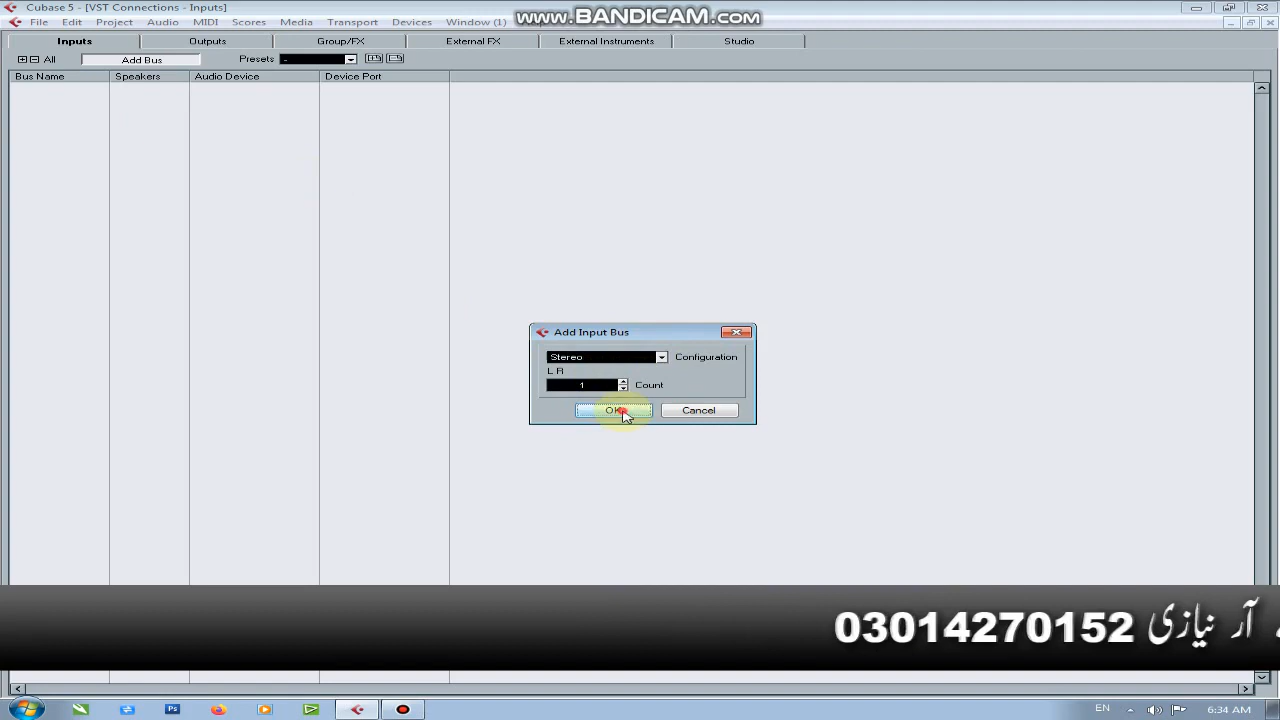 Cubase 5 - [VST Connections - Inputs]
www.BANDICAM.com
File Edit Project Audio MIDI Scores Media Transport Devices Window (1)
Inputs Outputs Group/FX External FX External Instruments Studio
All Add Bus Presets -
Bus Name Speakers Audio Device Device Port
Add Input Bus
Stereo Configuration
L R
1 Count
OK Cancel
آر نیازی 03014270152
EN 6:34 AM